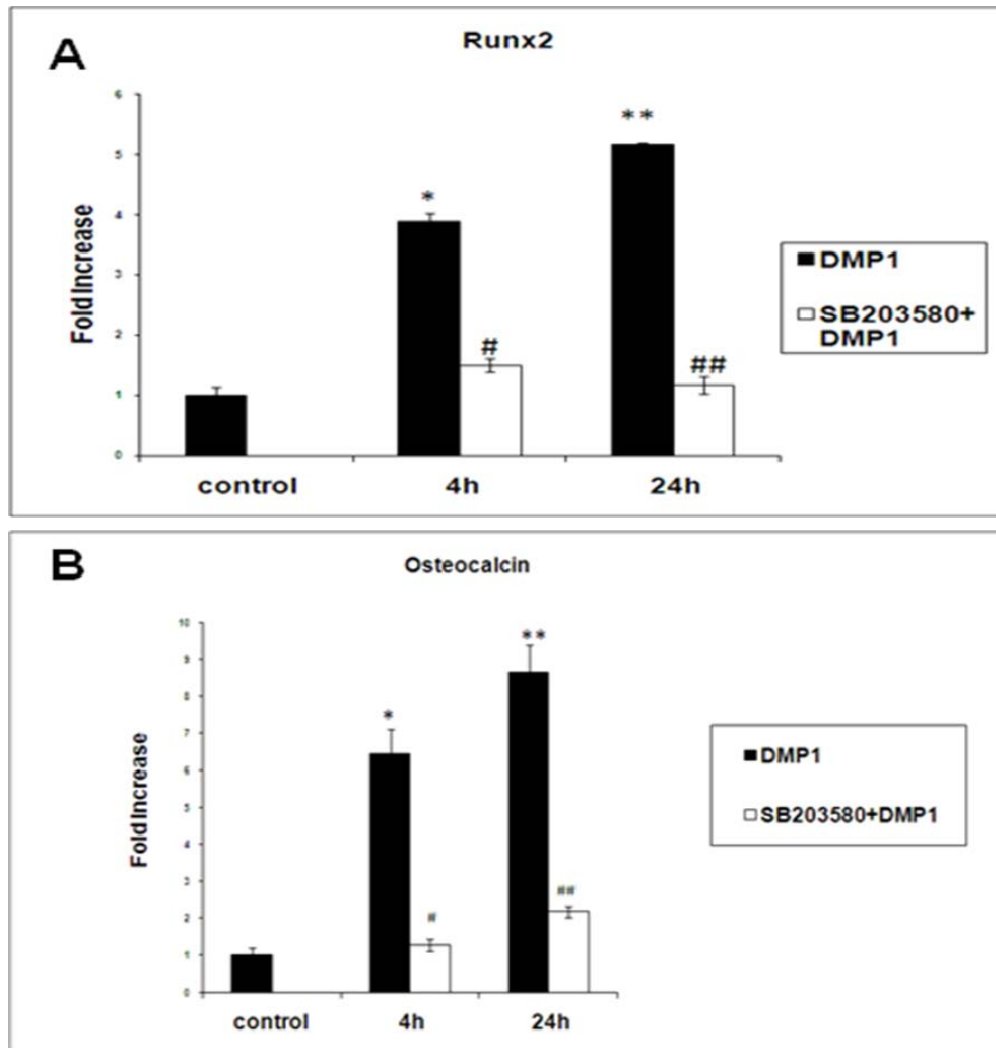 A
Runx2
Fold Increase
6
5
4
3
2
1
0
*
#
**
##
control
4h
24h
DMP1
SB203580+
DMP1
B
Osteocalcin
Fold Increase
10
9
8
7
6
5
4
3
2
1
0
*
#
**
##
control
4h
24h
DMP1
SB203580+DMP1